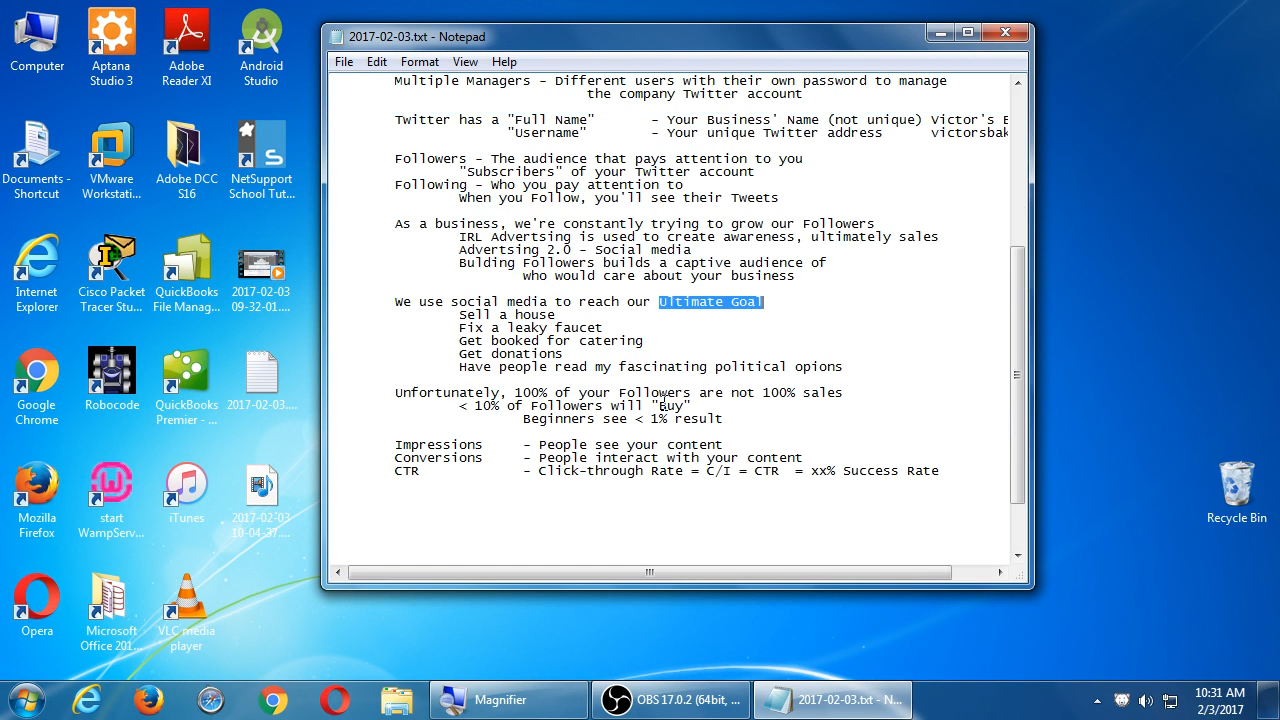 2017-02-03.txt - Notepad
File Edit Format View Help
Multiple Managers - Different users with their own password to manage
the company Twitter account
Twitter has a "Full Name" - Your Business' Name (not unique) Victor's
"Username" - Your unique Twitter address victorsbak
Followers - The audience that pays attention to you
"Subscribers" of your Twitter account
Following - Who you pay attention to
When you Follow, you'll see their Tweets
As a business, we're constantly trying to grow our Followers
IRL Advertsing is used to create awareness, ultimately sales
Advertsing 2.0 - Social media
Bulding Followers builds a captive audience of
who would care about your business
We use social media to reach our Ultimate Goal
Sell a house
Fix a leaky faucet
Get booked for catering
Get donations
Have people read my fascinating political opions
Unfortunately, 100% of your Followers are not 100% sales
< 10% of Followers will "Buy"
Beginners see < 1% result
Impressions - People see your content
Conversions - People interact with your content
CTR - Click-through Rate = C/I = CTR = xx% Success Rate
Computer
Aptana
Studio 3
Adobe
Reader XI
Android
Studio
Documents -
Shortcut
VMware
Workstati...
Adobe DCC
S16
NetSupport
School Tut...
Internet
Explorer
Cisco Packet
Tracer Stu...
QuickBooks
File Manag...
2017-02-03
09-32-01....
Google
Chrome
Robocode
QuickBooks
Premier - ...
2017-02-03....
Mozilla
Firefox
start
WampServ...
iTunes
2017-02-03
10-04-37....
Opera
Microsoft
Office 201...
VLC media
player
Recycle Bin
Magnifier
OBS 17.0.2 (64bit, ...
2017-02-03.txt - N...
10:31 AM
2/3/2017